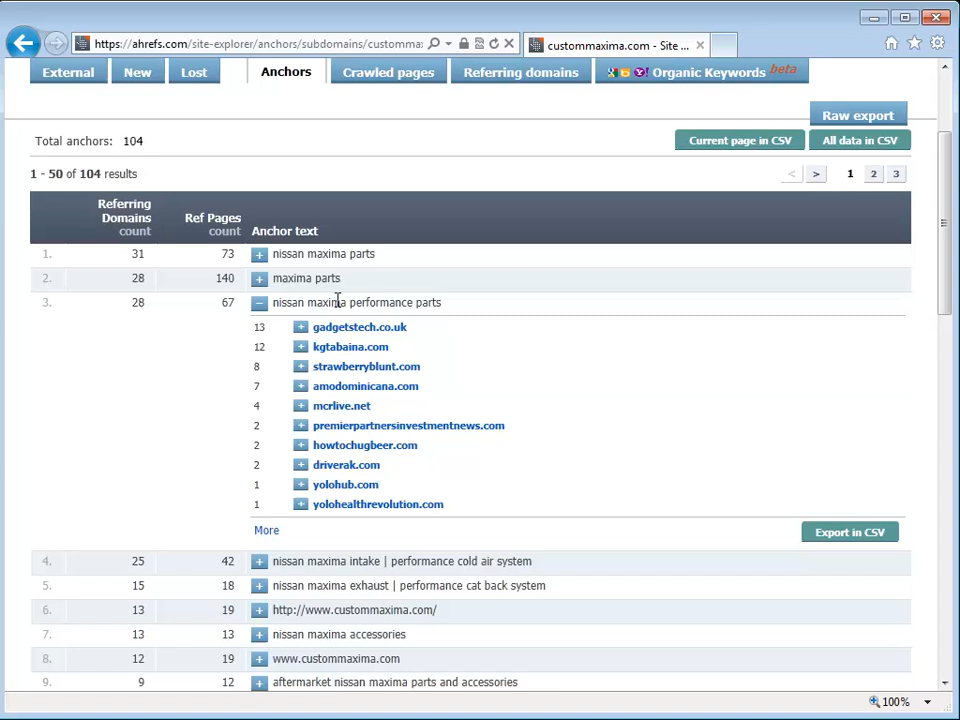 https://ahrefs.com/site-explorer/anchors/subdomains/customma:
custommaxima.com - Site ...
External
New
Lost
Anchors
Crawled pages
Referring domains
Organic Keywords beta
Raw export
Total anchors: 104
Current page in CSV
All data in CSV
1 - 50 of 104 results
< > 1 2 3
Referring Domains count
Ref Pages count
Anchor text
1. 31 73 + nissan maxima parts
2. 28 140 + maxima parts
3. 28 67 − nissan maxima performance parts
13 + gadgetstech.co.uk
12 + kgtabaina.com
8 + strawberryblunt.com
7 + amodominicana.com
4 + mcrlive.net
2 + premierpartnersinvestmentnews.com
2 + howtochugbeer.com
2 + driverak.com
1 + yolohub.com
1 + yolohealthrevolution.com
More
Export in CSV
4. 25 42 + nissan maxima intake | performance cold air system
5. 15 18 + nissan maxima exhaust | performance cat back system
6. 13 19 + http://www.custommaxima.com/
7. 13 13 + nissan maxima accessories
8. 12 19 + www.custommaxima.com
9. 9 12 + aftermarket nissan maxima parts and accessories
100%